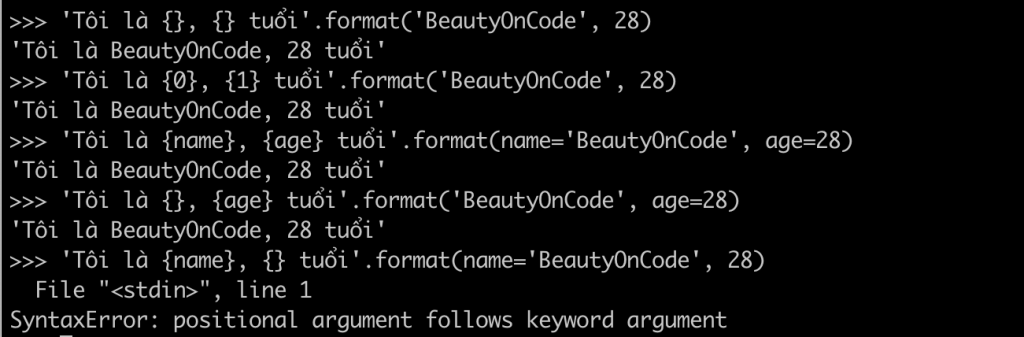 >>> 'Tôi là {}, {} tuổi'.format('BeautyOnCode', 28)
'Tôi là BeautyOnCode, 28 tuổi'
>>> 'Tôi là {0}, {1} tuổi'.format('BeautyOnCode', 28)
'Tôi là BeautyOnCode, 28 tuổi'
>>> 'Tôi là {name}, {age} tuổi'.format(name='BeautyOnCode', age=28)
'Tôi là BeautyOnCode, 28 tuổi'
>>> 'Tôi là {}, {age} tuổi'.format('BeautyOnCode', age=28)
'Tôi là BeautyOnCode, 28 tuổi'
>>> 'Tôi là {name}, {} tuổi'.format(name='BeautyOnCode', 28)
  File "<stdin>", line 1
SyntaxError: positional argument follows keyword argument